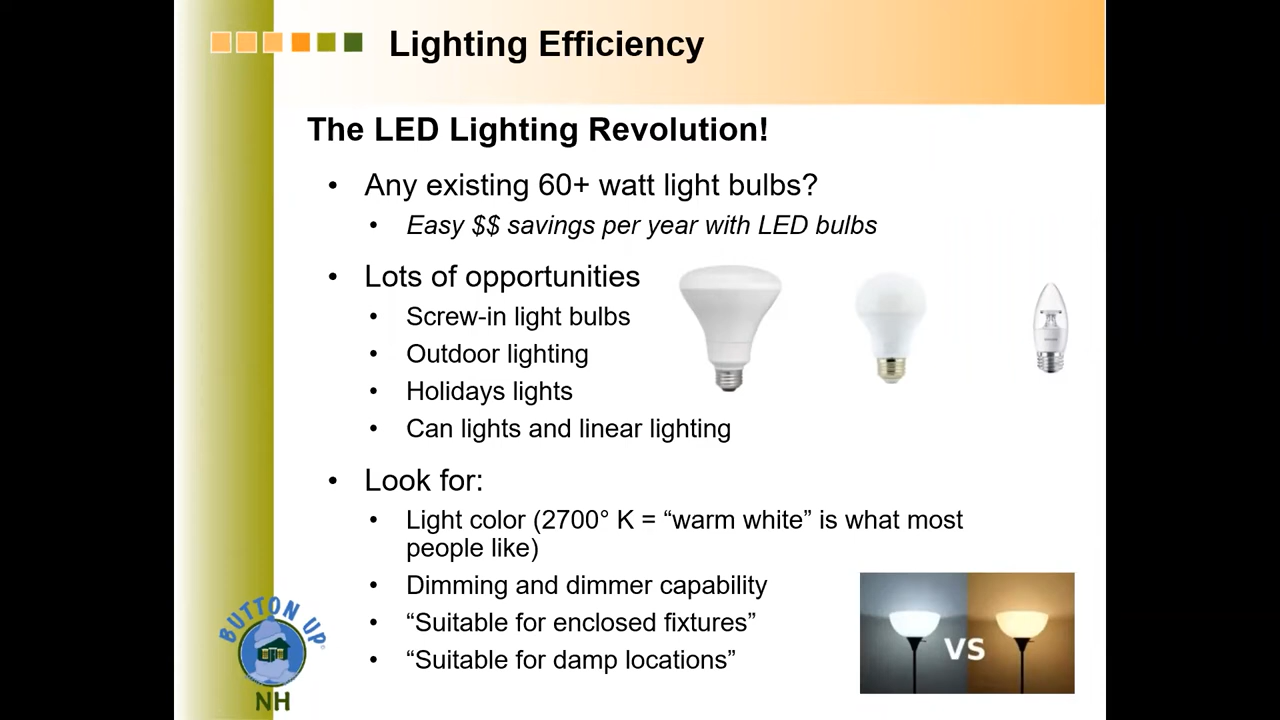 Lighting Efficiency
The LED Lighting Revolution!
• Any existing 60+ watt light bulbs?
• Easy $$ savings per year with LED bulbs
• Lots of opportunities
• Screw-in light bulbs
• Outdoor lighting
• Holidays lights
• Can lights and linear lighting
• Look for:
• Light color (2700° K = “warm white” is what most
people like)
• Dimming and dimmer capability
• “Suitable for enclosed fixtures”
• “Suitable for damp locations”
VS
BUTTON UP
NH